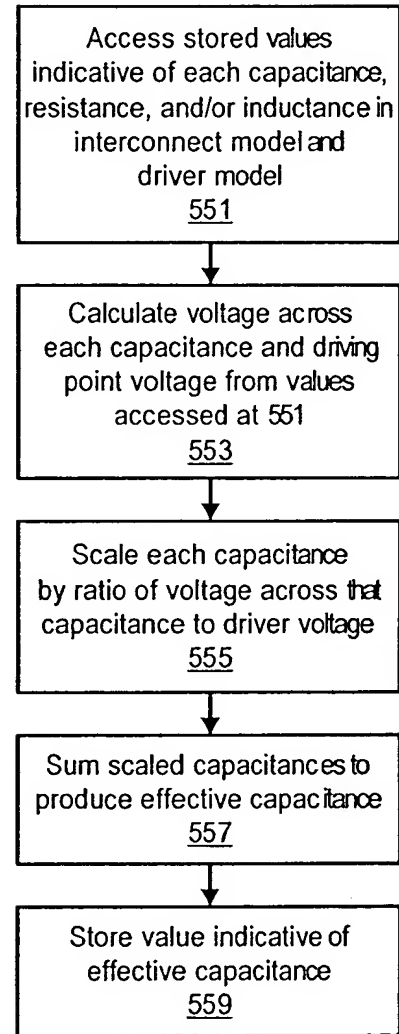 Access stored values
indicative of each capacitance,
resistance, and/or inductance in
interconnect model and
driver model
551
Calculate voltage across
each capacitance and driving
point voltage from values
accessed at 551
553
Scale each capacitance
by ratio of voltage across that
capacitance to driver voltage
555
Sum scaled capacitances to
produce effective capacitance
557
Store value indicative of
effective capacitance
559